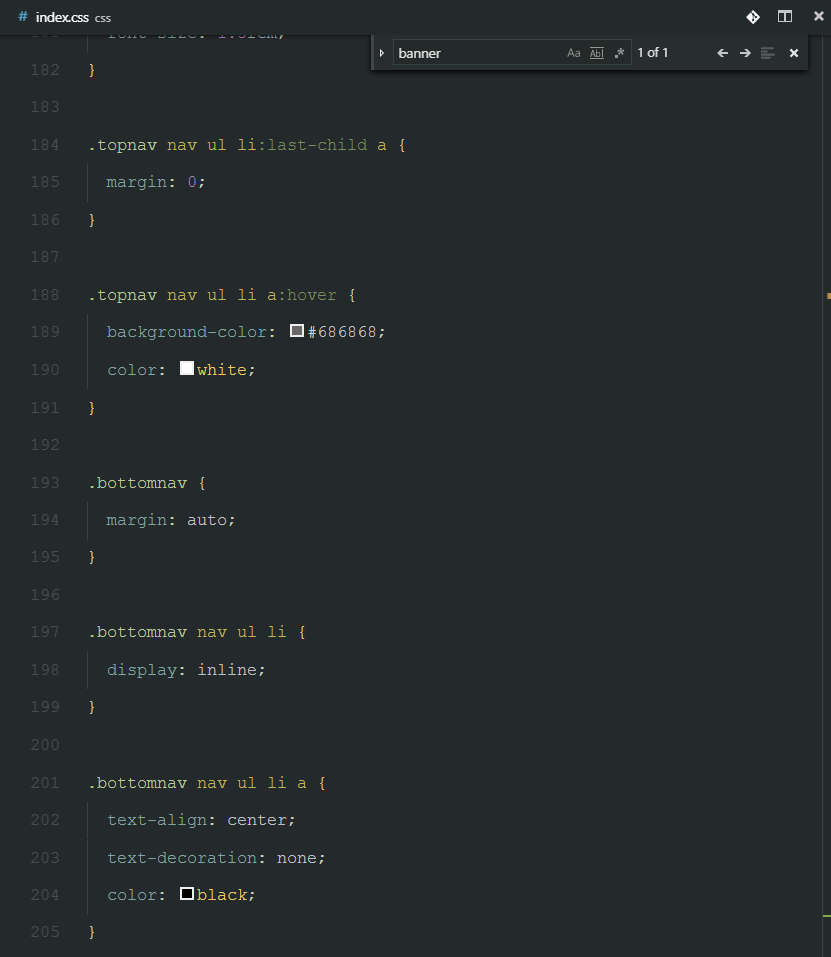 # index.css css
banner Aa Abl .* 1 of 1
182 }
183
184 .topnav nav ul li:last-child a {
185 margin: 0;
186 }
187
188 .topnav nav ul li a:hover {
189 background-color: #686868;
190 color: white;
191 }
192
193 .bottomnav {
194 margin: auto;
195 }
196
197 .bottomnav nav ul li {
198 display: inline;
199 }
200
201 .bottomnav nav ul li a {
202 text-align: center;
203 text-decoration: none;
204 color: black;
205 }